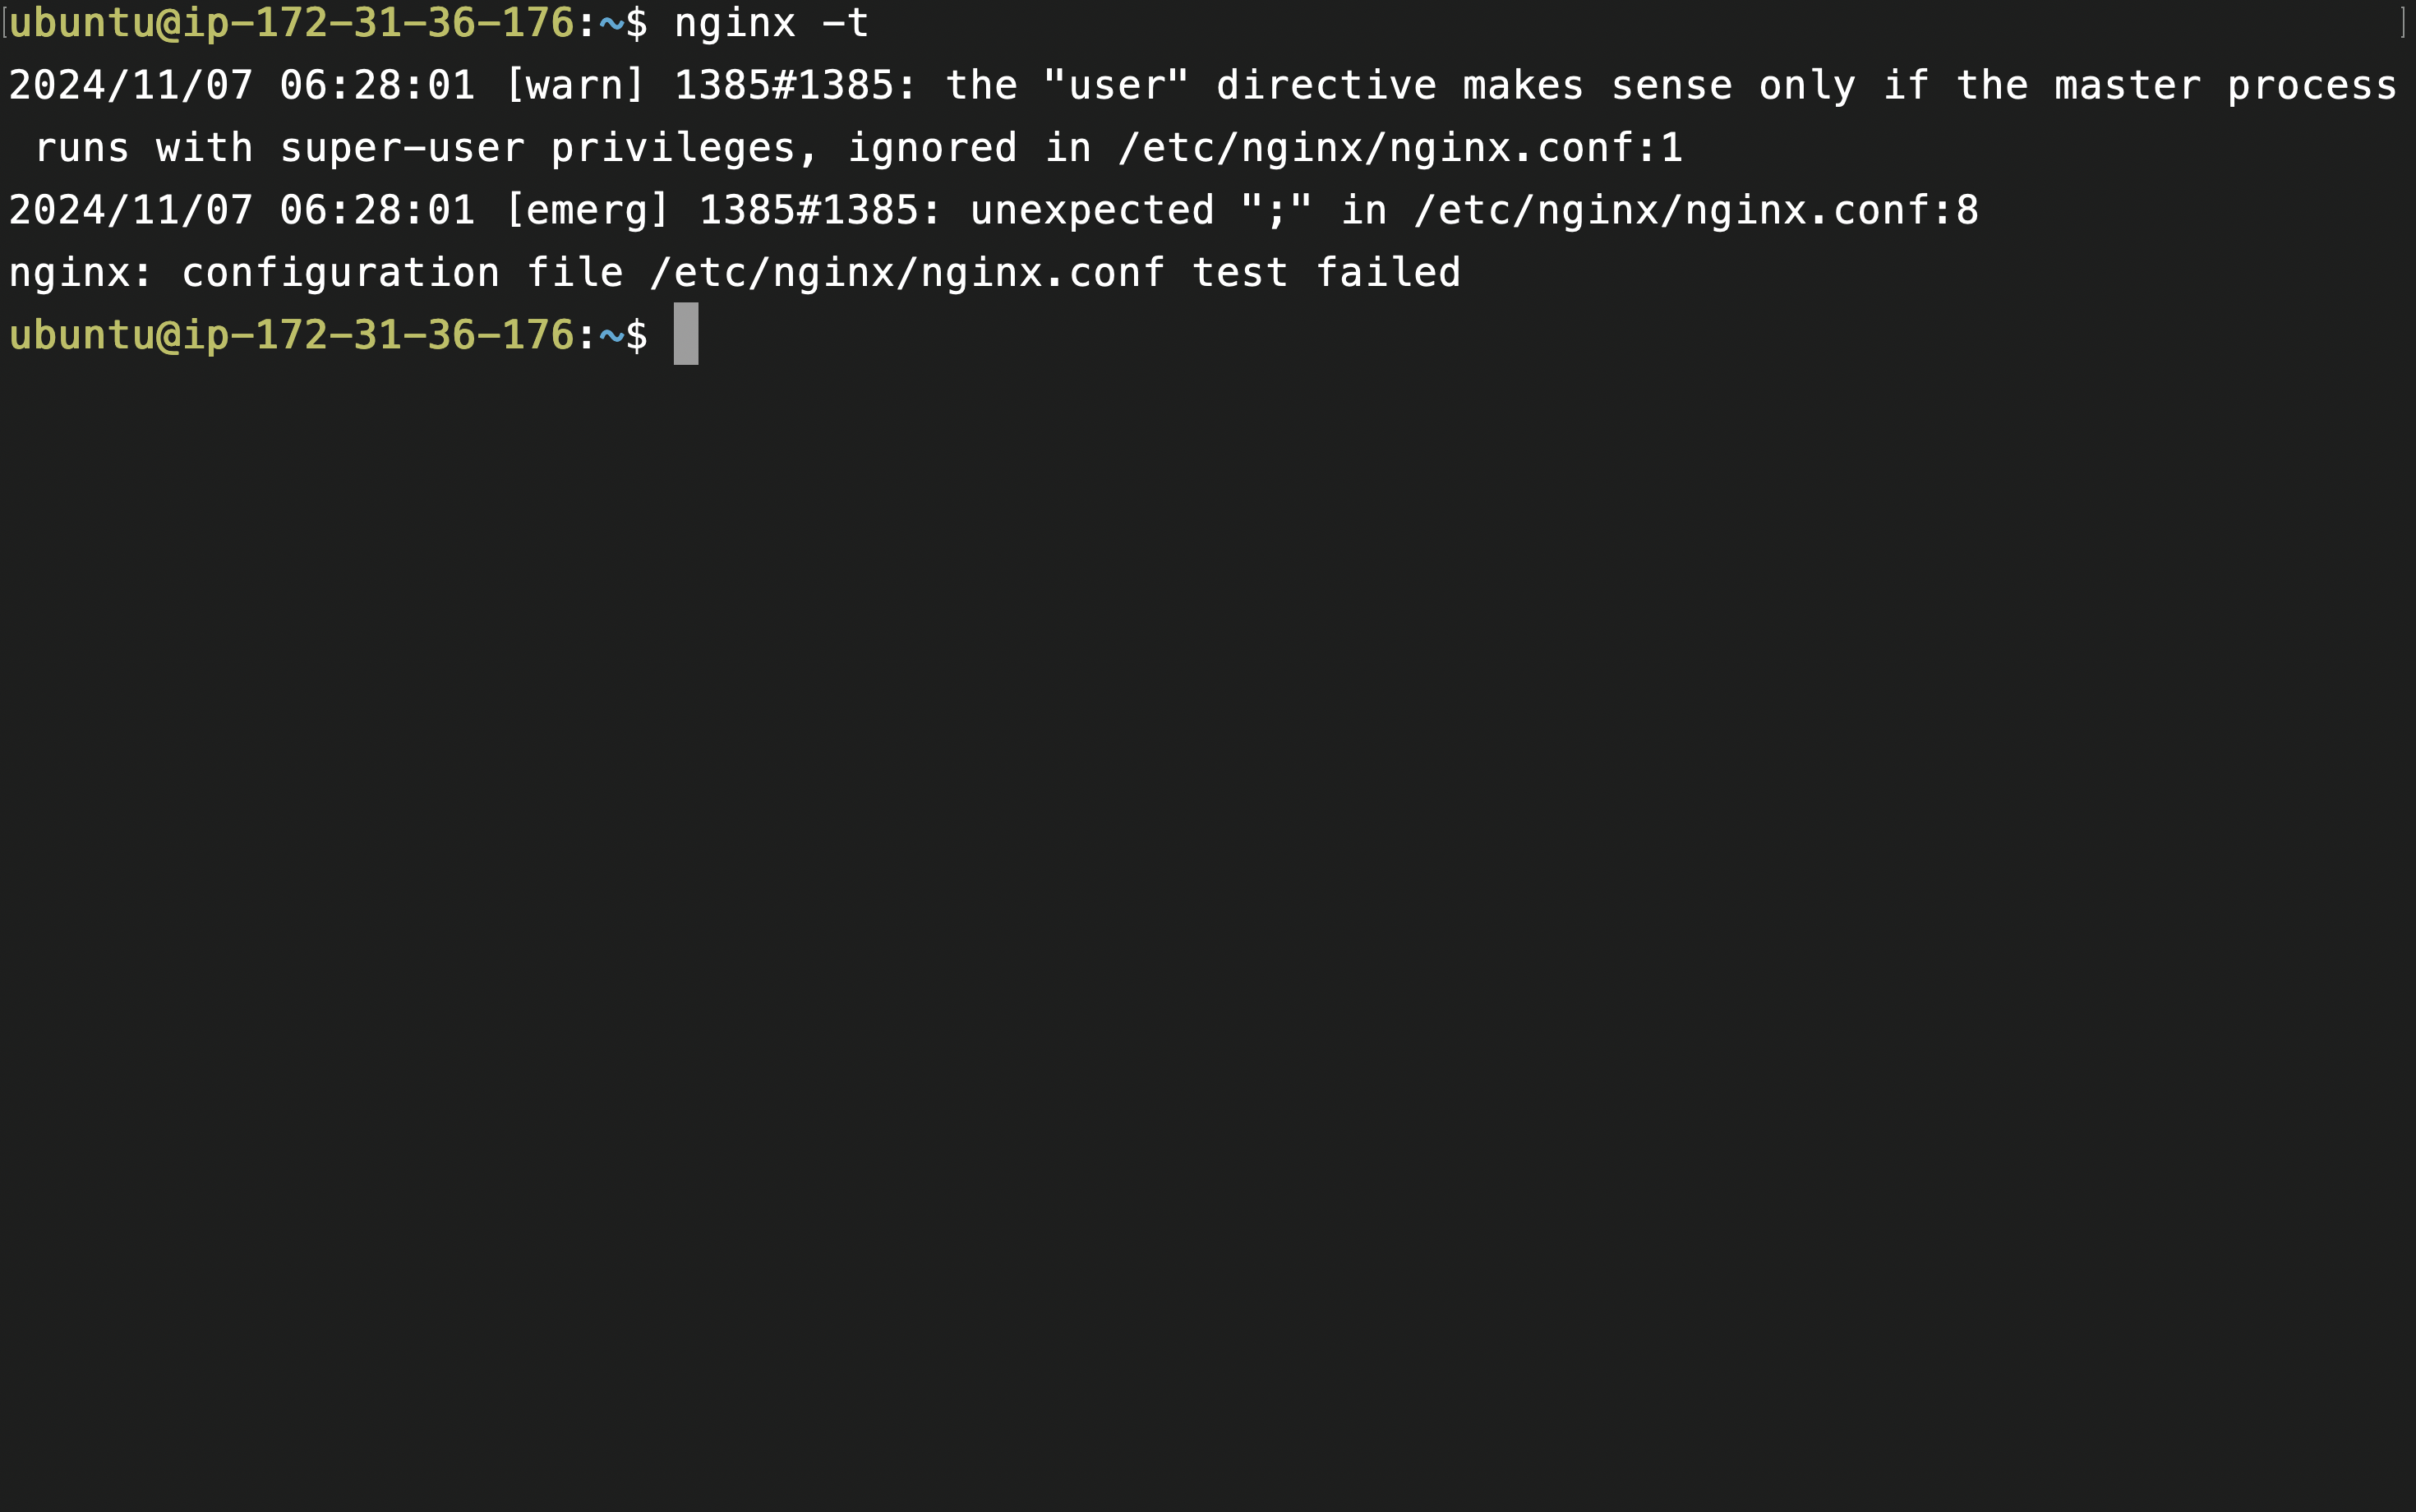 [ubuntu@ip-172-31-36-176:~$ nginx -t ]
2024/11/07 06:28:01 [warn] 1385#1385: the "user" directive makes sense only if the master process
 runs with super-user privileges, ignored in /etc/nginx/nginx.conf:1
2024/11/07 06:28:01 [emerg] 1385#1385: unexpected ";" in /etc/nginx/nginx.conf:8
nginx: configuration file /etc/nginx/nginx.conf test failed
ubuntu@ip-172-31-36-176:~$